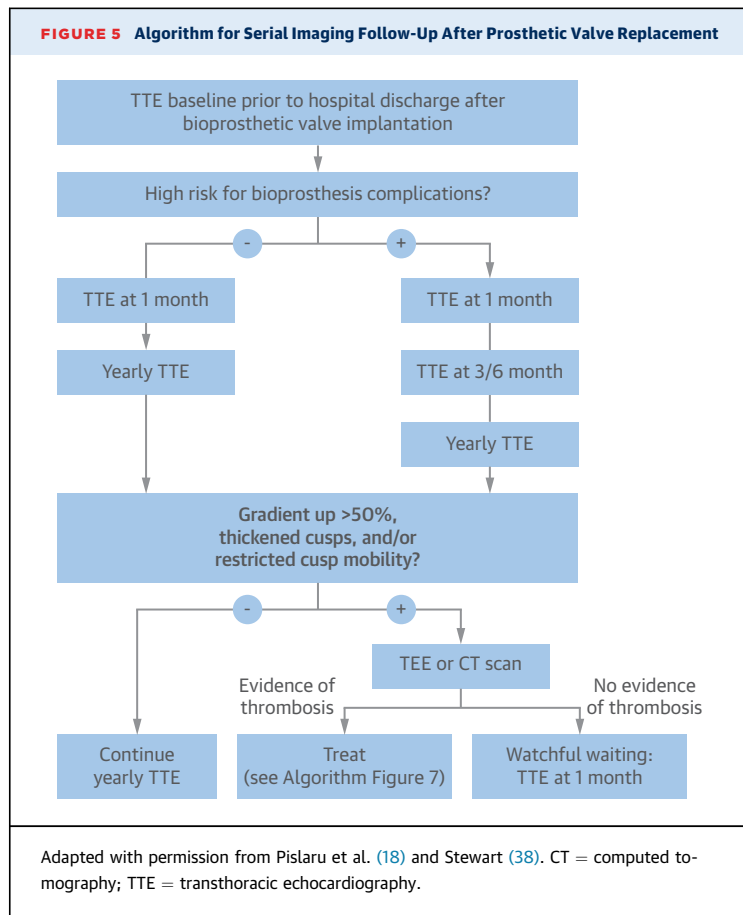 FIGURE 5 Algorithm for Serial Imaging Follow-Up After Prosthetic Valve Replacement
TTE baseline prior to hospital discharge after
bioprosthetic valve implantation
High risk for bioprosthesis complications?
-
+
TTE at 1 month
TTE at 1 month
Yearly TTE
TTE at 3/6 month
Yearly TTE
Gradient up >50%,
thickened cusps, and/or
restricted cusp mobility?
-
+
TEE or CT scan
Evidence of
thrombosis
No evidence
of thrombosis
Continue
yearly TTE
Treat
(see Algorithm Figure 7)
Watchful waiting:
TTE at 1 month
Adapted with permission from Pislaru et al. (18) and Stewart (38). CT = computed to-
mography; TTE = transthoracic echocardiography.